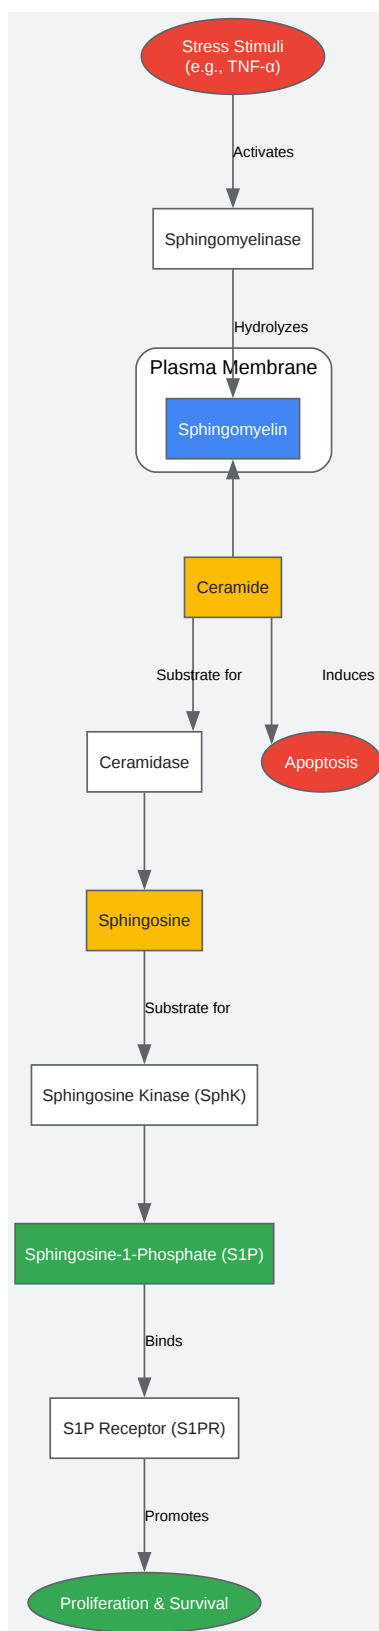 Stress Stimuli
(e.g., TNF-α)
Activates
Sphingomyelinase
Hydrolyzes
Plasma Membrane
Sphingomyelin
Ceramide
Substrate for
Induces
Ceramidase
Apoptosis
Sphingosine
Substrate for
Sphingosine Kinase (SphK)
Sphingosine-1-Phosphate (S1P)
Binds
S1P Receptor (S1PR)
Promotes
Proliferation & Survival